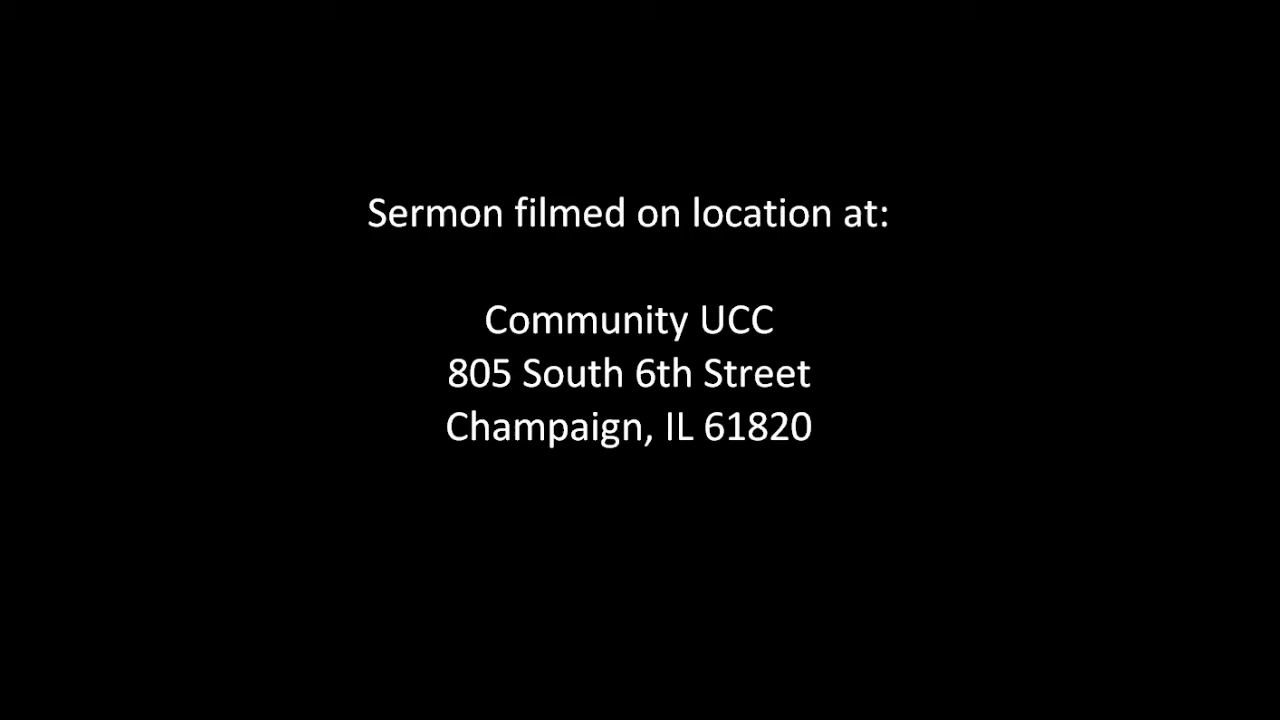 Sermon filmed on location at:
Community UCC
805 South 6th Street
Champaign, IL 61820